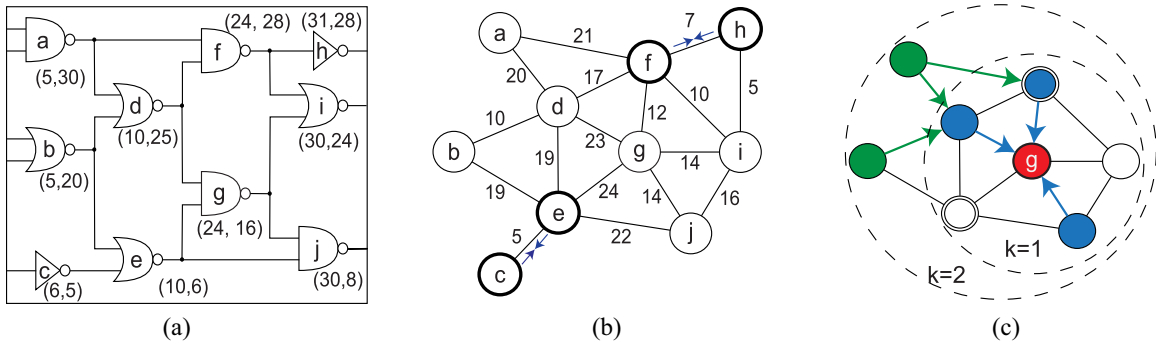 a
(5,30)
b
(5,20)
c
(6,5)
d
(10,25)
e
(10,6)
(24, 28)
f
g
(24, 16)
(31,28)
h
i
(30,24)
j
(30,8)
(a)
a
21
20
17
f
7
h
5
10
12
d
10
b
23
19
g
14
i
19
24
14
16
e
22
j
5
c
(b)
g
k=1
k=2
(c)